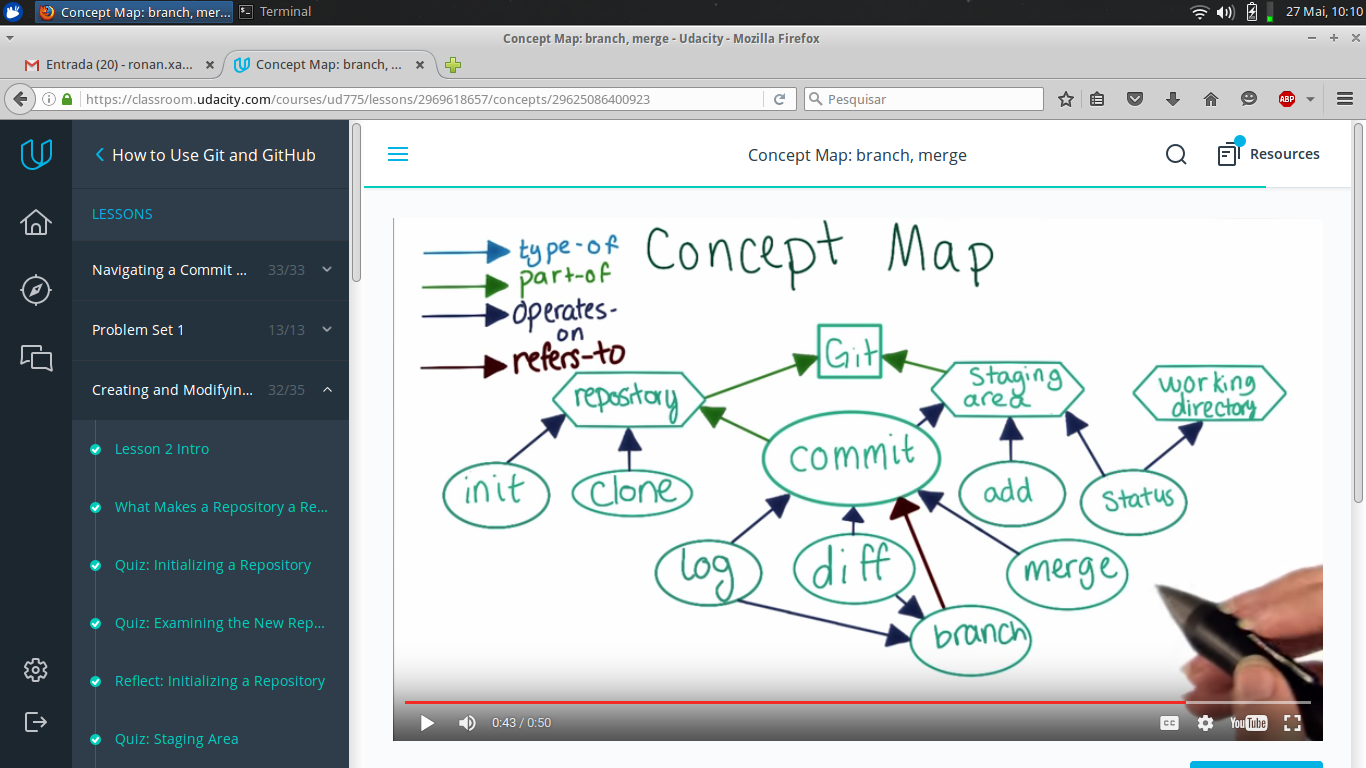 Concept Map: branch, mer...
Terminal
27 Mai, 10:10
Concept Map: branch, merge - Udacity - Mozilla Firefox
Entrada (20) - ronan.xa...
Concept Map: branch, ...
https://classroom.udacity.com/courses/ud775/lessons/2969618657/concepts/29625086400923
Pesquisar
ABP
How to Use Git and GitHub
LESSONS
Navigating a Commit ... 33/33
Problem Set 1 13/13
Creating and Modifyin... 32/35
Lesson 2 Intro
What Makes a Repository a Re...
Quiz: Initializing a Repository
Quiz: Examining the New Rep...
Reflect: Initializing a Repository
Quiz: Staging Area
Concept Map: branch, merge
Resources
Concept Map
type-of
part-of
operates-
on
refers-to
Git
repository
Staging
area
working
directory
commit
init
clone
add
status
log
diff
merge
branch
0:43 / 0:50
CC
YouTube